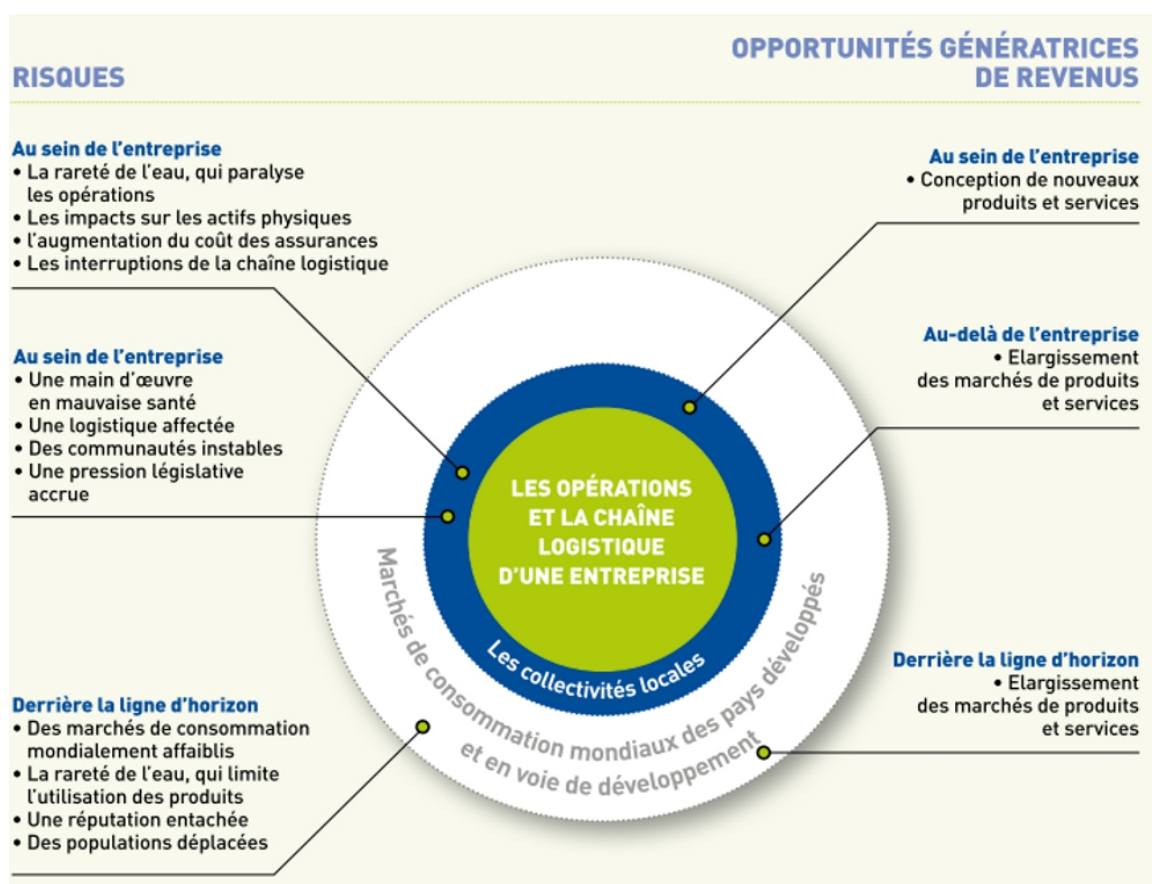 RISQUES
OPPORTUNITÉS GÉNÉRATRICES
DE REVENUS
Au sein de l'entreprise
• La rareté de l'eau, qui paralyse
les opérations
• Les impacts sur les actifs physiques
• l'augmentation du coût des assurances
• Les interruptions de la chaîne logistique
Au sein de l'entreprise
• Une main d'œuvre
en mauvaise santé
• Une logistique affectée
• Des communautés instables
• Une pression législative
accrue
Derrière la ligne d'horizon
• Des marchés de consommation
mondialement affaiblis
• La rareté de l'eau, qui limite
l'utilisation des produits
• Une réputation entachée
• Des populations déplacées
LES OPÉRATIONS
ET LA CHAÎNE
LOGISTIQUE
D'UNE ENTREPRISE
Les collectivités locales
Marchés de consommation mondiaux des pays développés
et en voie de développement
Au sein de l'entreprise
• Conception de nouveaux
produits et services
Au-delà de l'entreprise
• Elargissement
des marchés de produits
et services
Derrière la ligne d'horizon
• Elargissement
des marchés de produits
et services